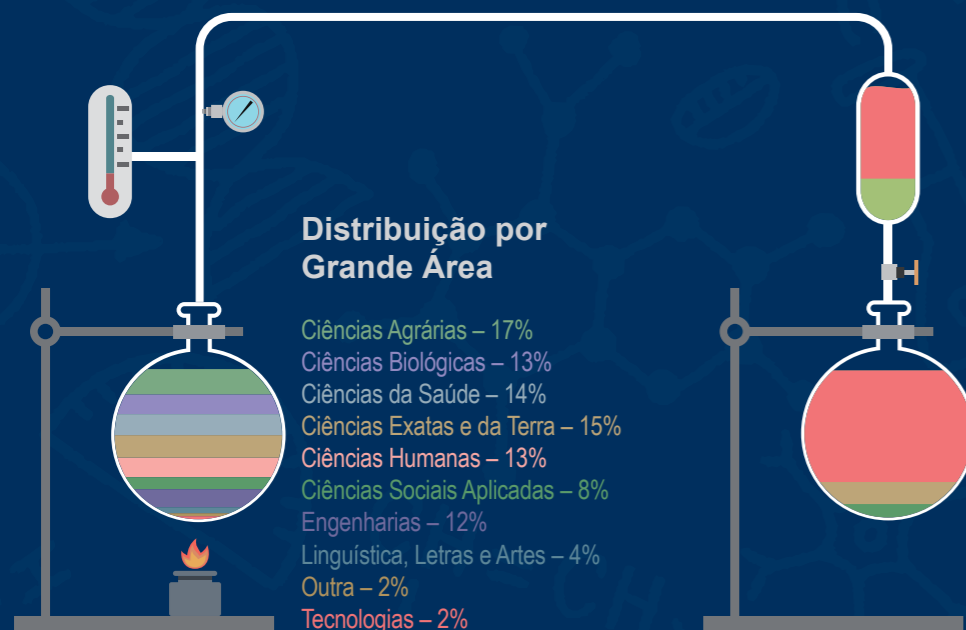 Distribuição por
Grande Área
Ciências Agrárias – 17%
Ciências Biológicas – 13%
Ciências da Saúde – 14%
Ciências Exatas e da Terra – 15%
Ciências Humanas – 13%
Ciências Sociais Aplicadas – 8%
Engenharias – 12%
Linguística, Letras e Artes – 4%
Outra – 2%
Tecnologias – 2%